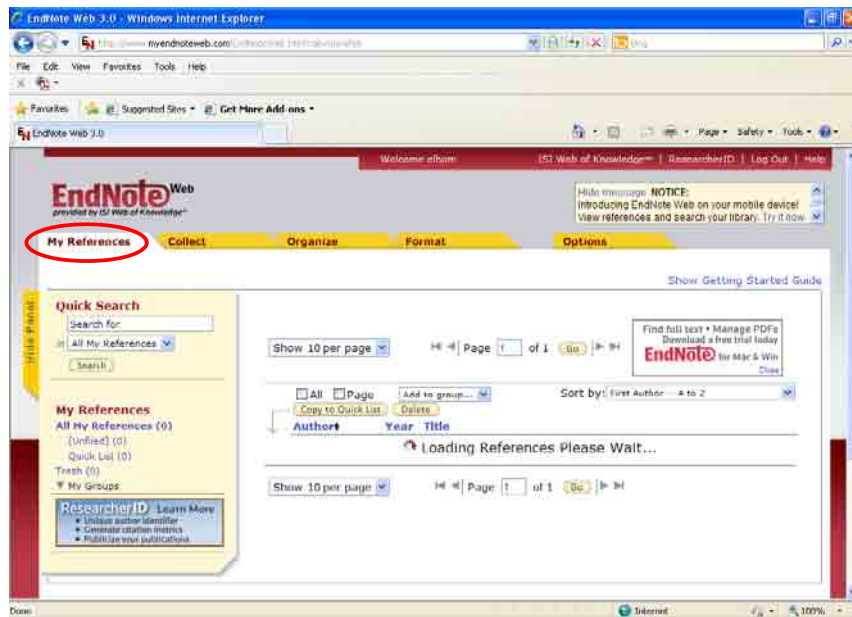 EndNote Web 3.0 - Windows Internet Explorer
myendnoteweb.com
Bing
File Edit View Favorites Tools Help
Favorites Suggested Sites Get More Add-ons
EndNote Web 3.0
Page Safety Tools
Welcome elham
ISI Web of Knowledge℠ | ResearcherID | Log Out | Help
EndNote Web
provided by ISI Web of Knowledge
Hide message NOTICE:
Introducing EndNote Web on your mobile device!
View references and search your library. Try it now
My References Collect Organize Format Options
Show Getting Started Guide
Hide Panel
Quick Search
Search for
in All My References
Search
My References
All My References (0)
[Unfiled] (0)
Quick List (0)
Trash (0)
▼ My Groups
ResearcherID Learn More
• Unique author identifier
• Generate citation metrics
• Publicize your publications
Show 10 per page Page 1 of 1 Go
Find full text • Manage PDFs
Download a free trial today
EndNote for Mac & Win
Close
All Page Add to group... Sort by: First Author -- A to Z
Copy to Quick List Delete
Author Year Title
Loading References Please Wait...
Show 10 per page Page 1 of 1 Go
Done Internet 100%